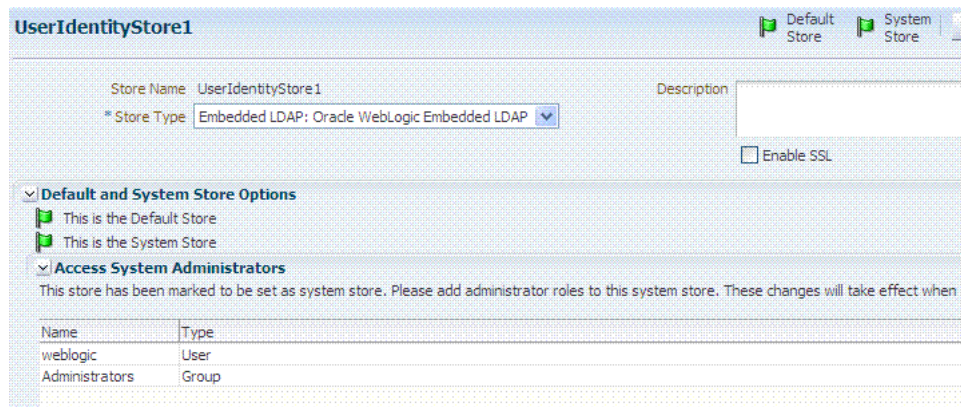 UserIdentityStore1
Default Store
System Store
Store Name UserIdentityStore1
Description
* Store Type Embedded LDAP: Oracle WebLogic Embedded LDAP
Enable SSL
Default and System Store Options
This is the Default Store
This is the System Store
Access System Administrators
This store has been marked to be set as system store. Please add administrator roles to this system store. These changes will take effect when
Name Type
weblogic User
Administrators Group